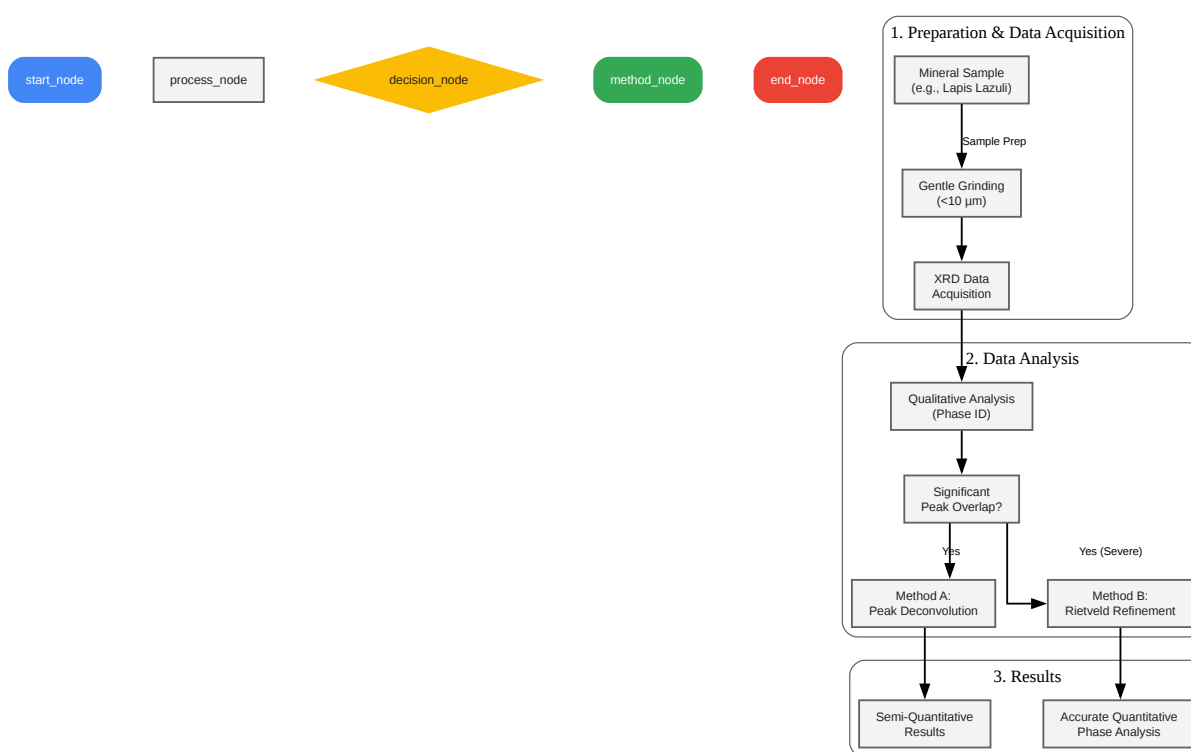 start_node
process_node
decision_node
method_node
end_node
1. Preparation & Data Acquisition
Mineral Sample
(e.g., Lapis Lazuli)
Sample Prep
Gentle Grinding
(<10 µm)
XRD Data
Acquisition
2. Data Analysis
Qualitative Analysis
(Phase ID)
Significant
Peak Overlap?
Yes
Yes (Severe)
Method A:
Peak Deconvolution
Method B:
Rietveld Refinement
3. Results
Semi-Quantitative
Results
Accurate Quantitative
Phase Analysis